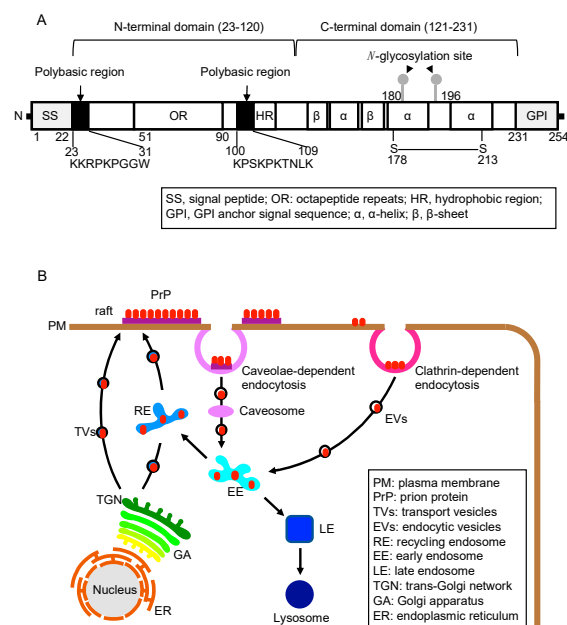 A
N-terminal domain (23-120)
C-terminal domain (121-231)
N-glycosylation site
Polybasic region
Polybasic region
180
196
N
SS
OR
HR
β
α
β
α
α
GPI
1
22
51
90
231
254
23
31
100
109
S
S
178
213
KKRPKPGGW
KPSKPKTNLK
SS, signal peptide; OR: octapeptide repeats; HR, hydrophobic region;
GPI, GPI anchor signal sequence; α, α-helix; β, β-sheet
B
PrP
raft
PM
Caveolae-dependent
endocytosis
Clathrin-dependent
endocytosis
RE
Caveosome
EVs
TVs
EE
TGN
LE
GA
Nucleus
ER
Lysosome
PM: plasma membrane
PrP: prion protein
TVs: transport vesicles
EVs: endocytic vesicles
RE: recycling endosome
EE: early endosome
LE: late endosome
TGN: trans-Golgi network
GA: Golgi apparatus
ER: endoplasmic reticulum